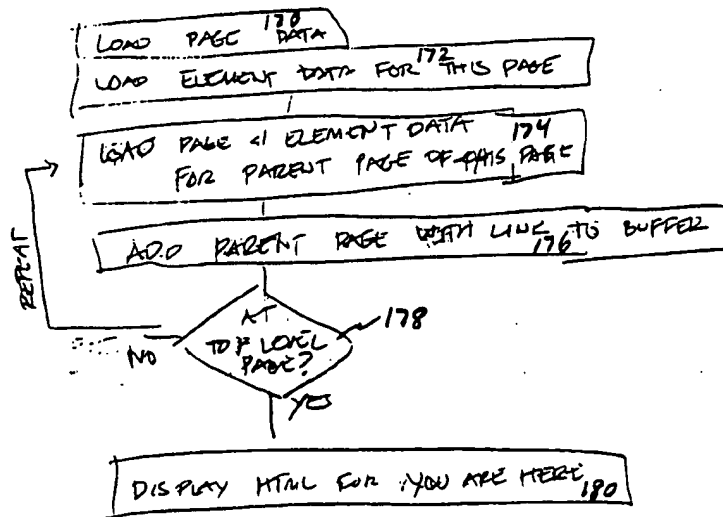 LOAD PAGE DATA 170
LOAD ELEMENT DATA FOR THIS PAGE 172
LOAD PAGE & ELEMENT DATA 174
FOR PARENT PAGE OF THIS PAGE
ADD PARENT PAGE WITH LINK TO BUFFER 176
REPEAT
AT
TOP LEVEL
PAGE?
178
NO
YES
DISPLAY HTML FOR YOU ARE HERE 180